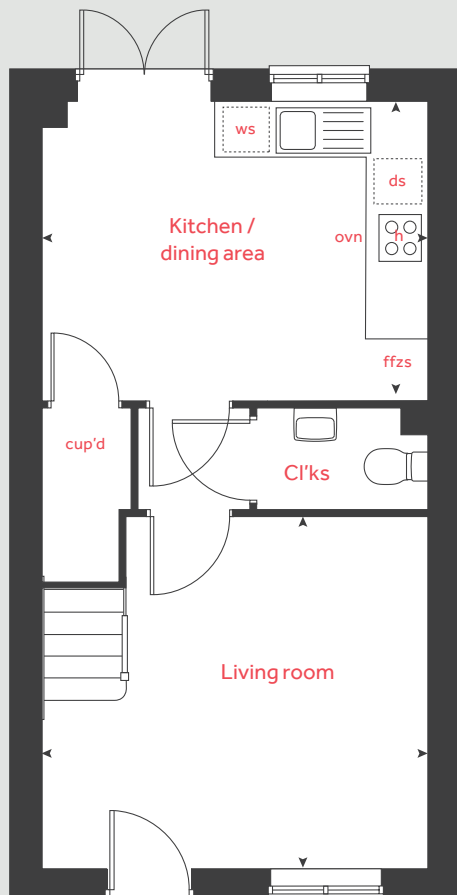 ws
ds
Kitchen /
dining area
ovn
h
ffzs
cup'd
Cl'ks
Living room